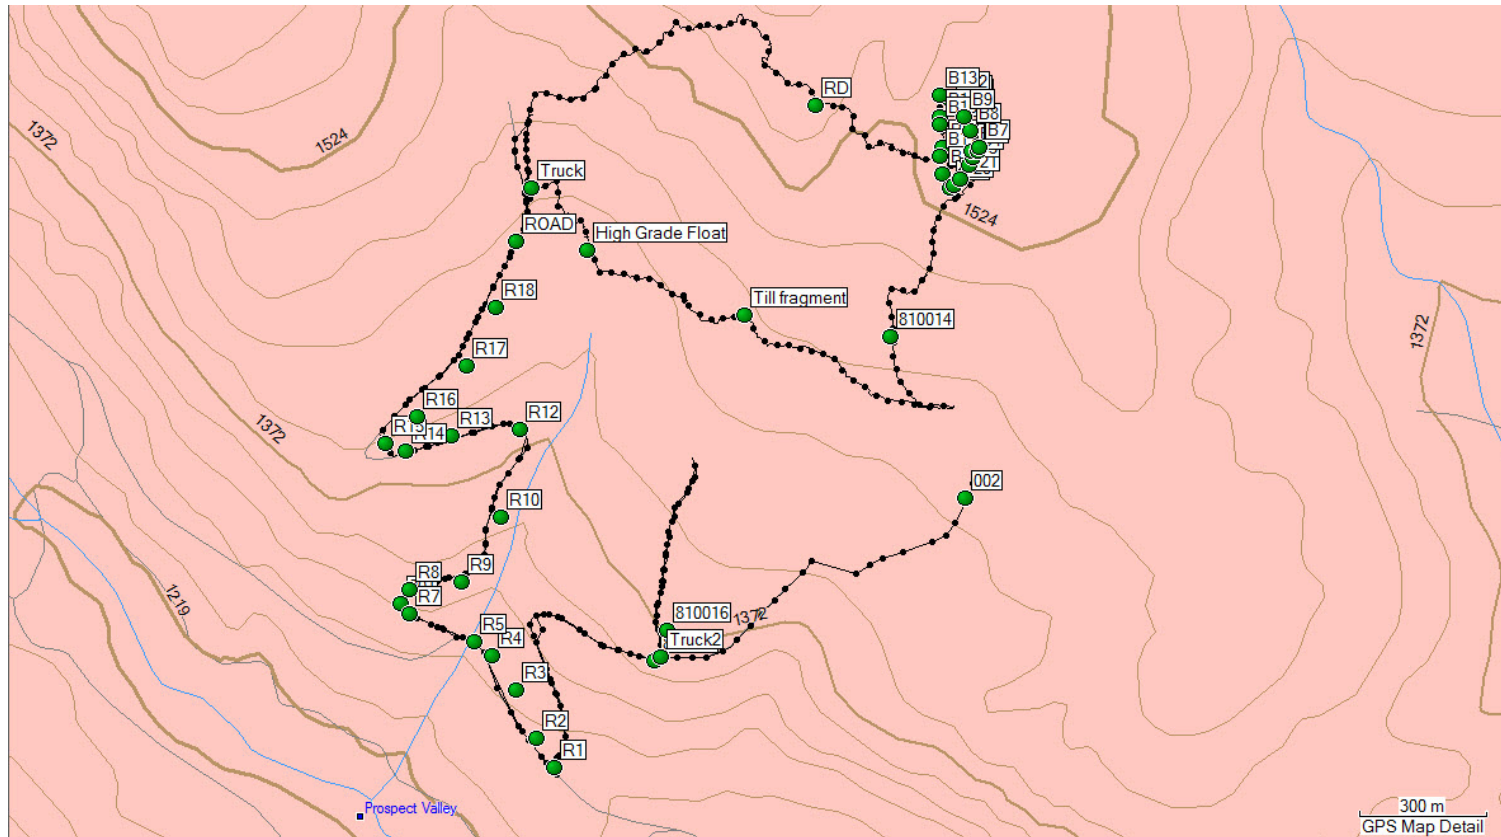 B13
B9
B8
B7
RD
1372
1524
Truck
1524
ROAD
High Grade Float
R18
Till fragment
810014
1372
R17
R16
R13
R12
R15
R14
1372
002
R10
R8
R9
R7
1219
810016
1372
R5
R4
Truck2
R3
R2
R1
Prospect Valley
300 m
GPS Map Detail